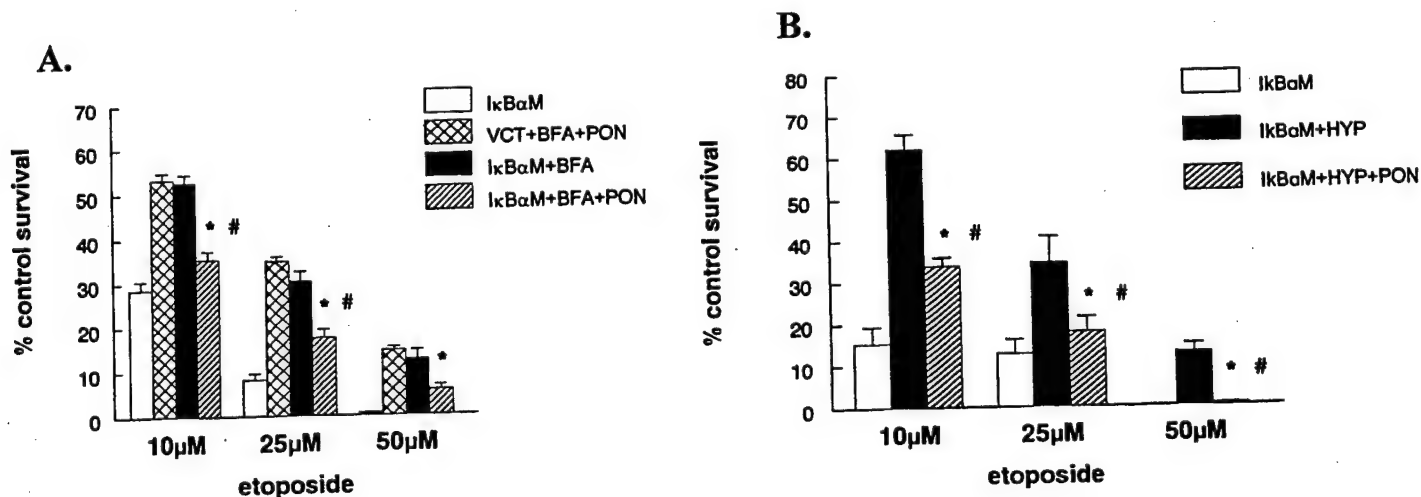 A.
IκBαM
VCT+BFA+PON
IκBαM+BFA
IκBαM+BFA+PON
% control survival
70
60
50
40
30
20
10
0
* #
* #
*
10μM 25μM 50μM
etoposide
B.
IkBαM
IkBαM+HYP
IkBαM+HYP+PON
% control survival
80
70
60
50
40
30
20
10
0
* #
* #
* #
10μM 25μM 50μM
etoposide